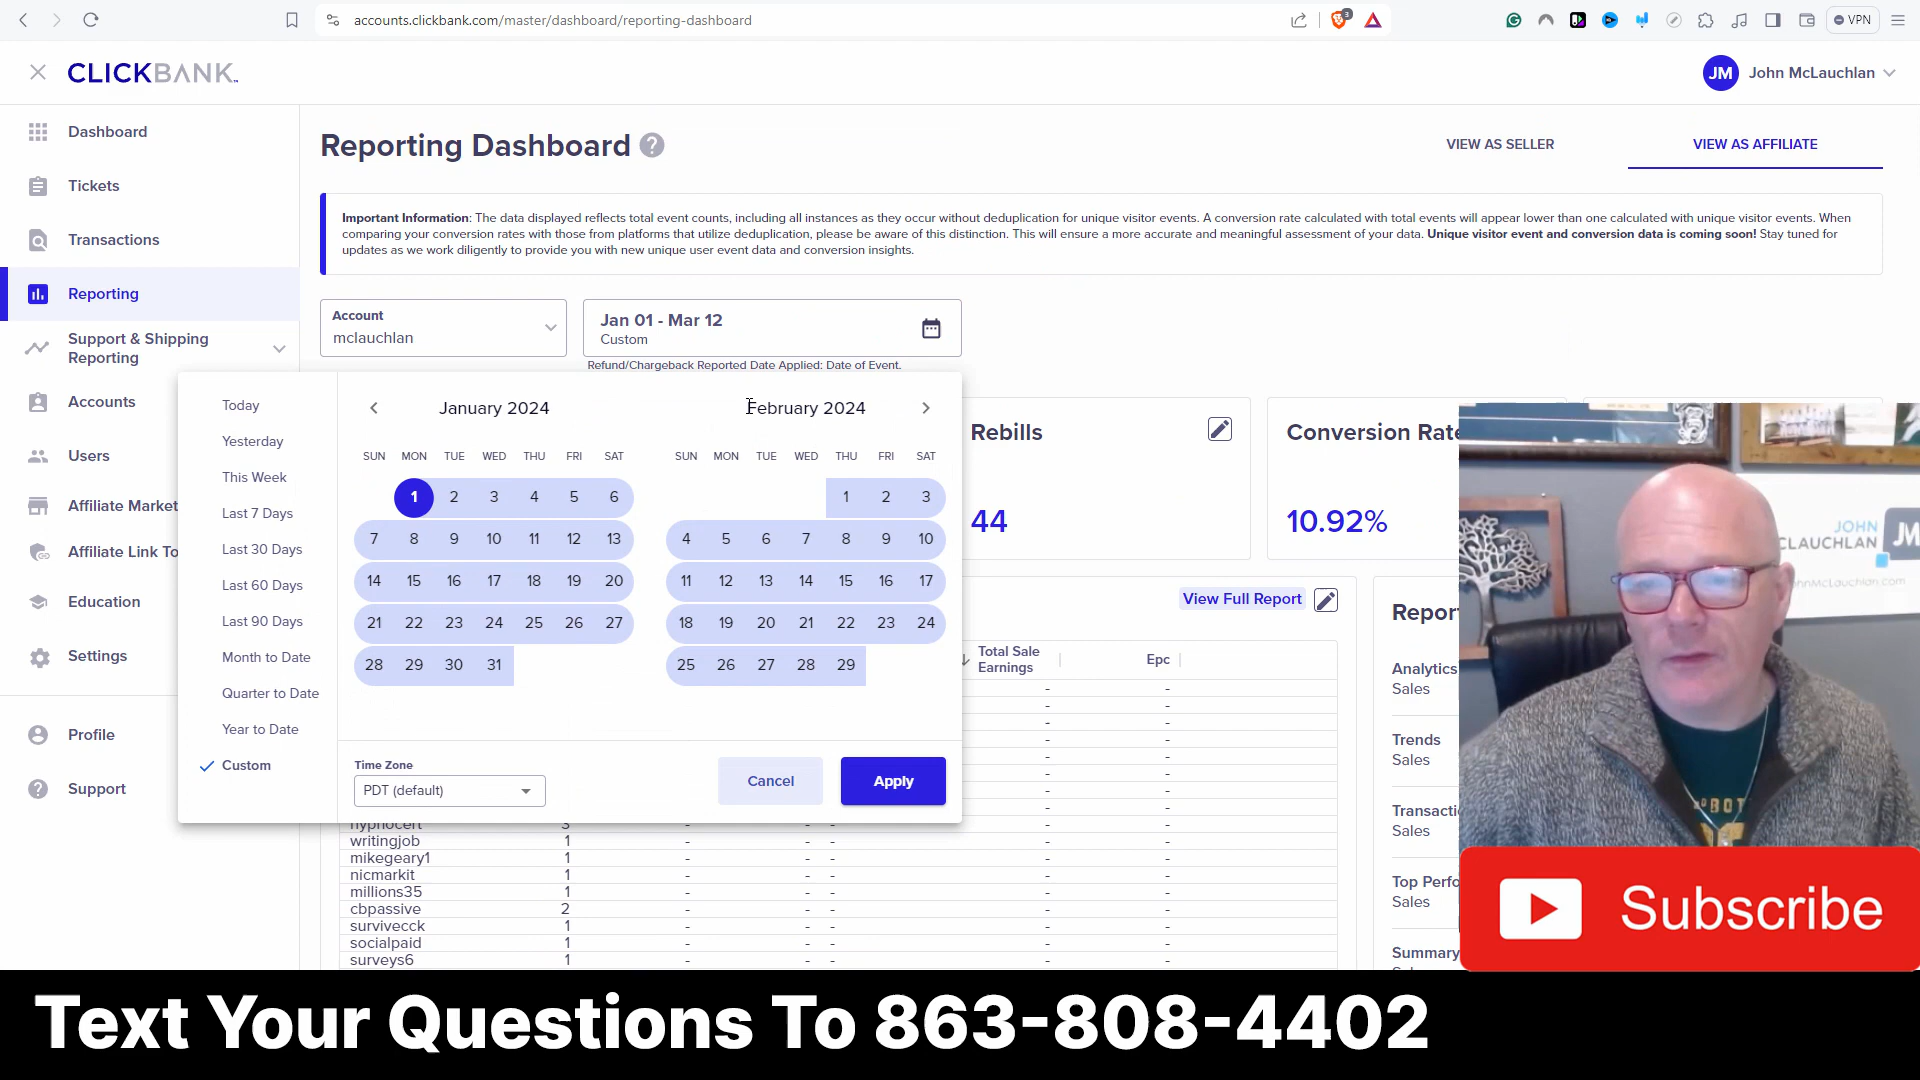 accounts.clickbank.com/master/dashboard/reporting-dashboard
3
VPN
CLICKBANK
JM
John McLauchlan
Dashboard
Tickets
Transactions
Reporting
Support & Shipping
Reporting
Accounts
Users
Affiliate Market
Affiliate Link To
Education
Settings
Profile
Support
Reporting Dashboard
?
VIEW AS SELLER
VIEW AS AFFILIATE
Important Information: The data displayed reflects total event counts, including all instances as they occur without deduplication for unique visitor events. A conversion rate calculated with total events will appear lower than one calculated with unique visitor events. When
comparing your conversion rates with those from platforms that utilize deduplication, please be aware of this distinction. This will ensure a more accurate and meaningful assessment of your data. Unique visitor event and conversion data is coming soon! Stay tuned for
updates as we work diligently to provide you with new unique user event data and conversion insights.
Account
mclauchlan
Jan 01 - Mar 12
Custom
Refund/Chargeback Reported Date Applied: Date of Event.
Today
Yesterday
This Week
Last 7 Days
Last 30 Days
Last 60 Days
Last 90 Days
Month to Date
Quarter to Date
Year to Date
Custom
January 2024
SUN MON TUE WED THU FRI SAT
1 2 3 4 5 6
7 8 9 10 11 12 13
14 15 16 17 18 19 20
21 22 23 24 25 26 27
28 29 30 31
February 2024
SUN MON TUE WED THU FRI SAT
1 2 3
4 5 6 7 8 9 10
11 12 13 14 15 16 17
18 19 20 21 22 23 24
25 26 27 28 29
Time Zone
PDT (default)
Cancel
Apply
Rebills
44
Conversion Rate
10.92%
View Full Report
Total Sale
Earnings
Epc
hypnocert 3
writingjob 1 - - - - -
mikegeary1 1 - - - - -
nicmarkit 1 - - - - -
millions35 1 - - - - -
cbpassive 2 - - - - -
survivecck 1 - - - - -
socialpaid 1 - - - - -
surveys6 1 - - - - -
Report
Analytics
Sales
Trends
Sales
Transacti
Sales
Top Perfo
Sales
Summary
JOHN
CLAUCHLAN
JM
JohnMcLauchlan.com
Subscribe
Text Your Questions To 863-808-4402